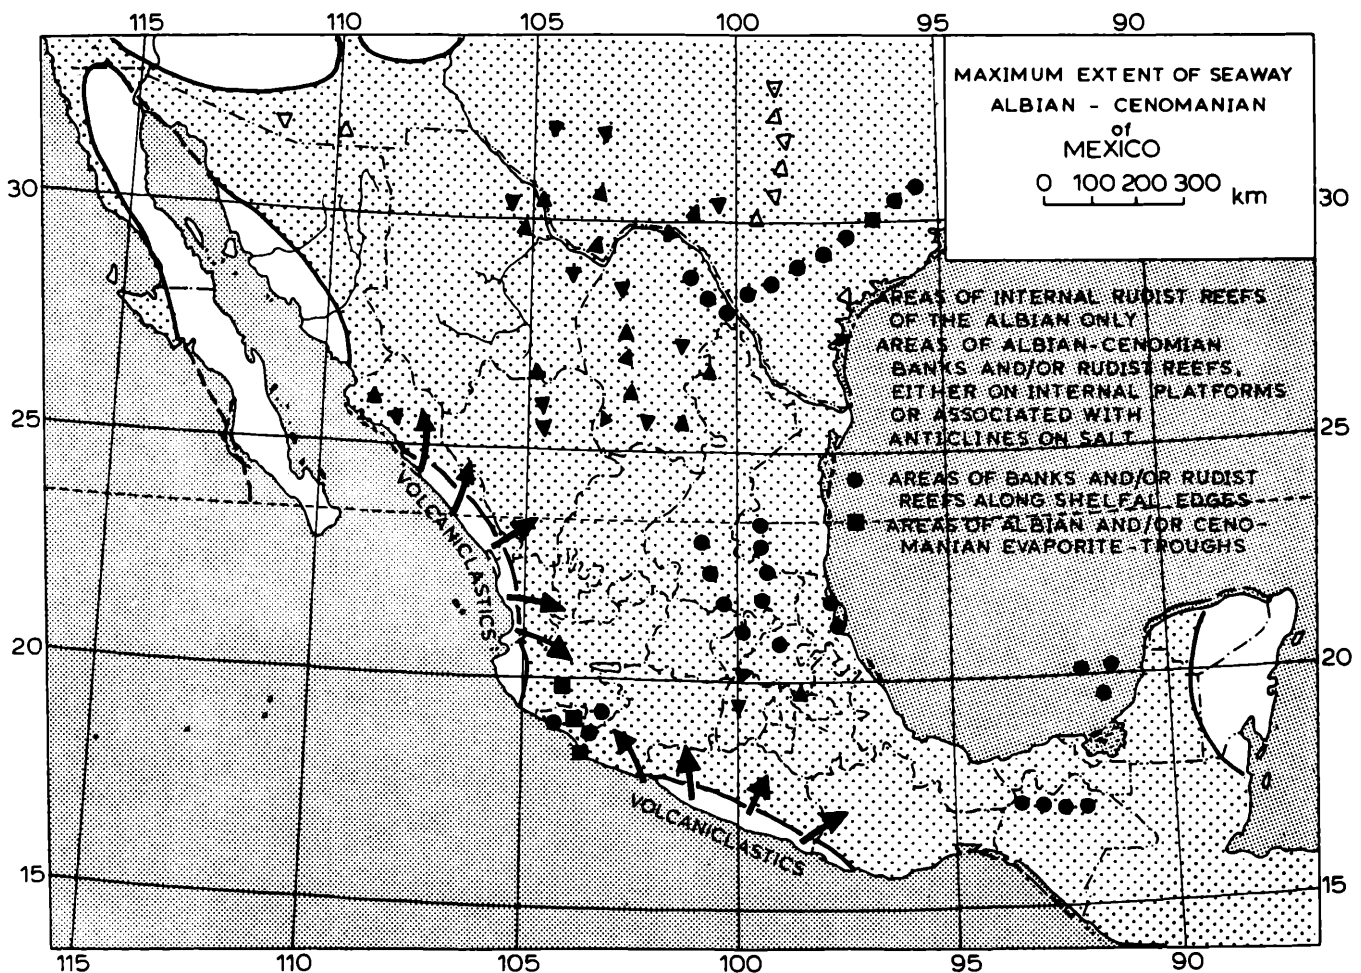 115 110 105 100 95 90
MAXIMUM EXTENT OF SEAWAY
ALBIAN - CENOMANIAN
of
MEXICO
0 100 200 300 km
30 30
AREAS OF INTERNAL RUDIST REEFS
OF THE ALBIAN ONLY
AREAS OF ALBIAN-CENOMIAN
BANKS AND/OR RUDIST REEFS,
EITHER ON INTERNAL PLATFORMS
OR ASSOCIATED WITH
ANTICLINES ON SALT
25 25
AREAS OF BANKS AND/OR RUDIST
REEFS ALONG SHELFAL EDGES
AREAS OF ALBIAN AND/OR CENO-
MANIAN EVAPORITE-TROUGHS
VOLCANICLASTICS
20 20
VOLCANICLASTICS
15 15
115 110 105 100 95 90